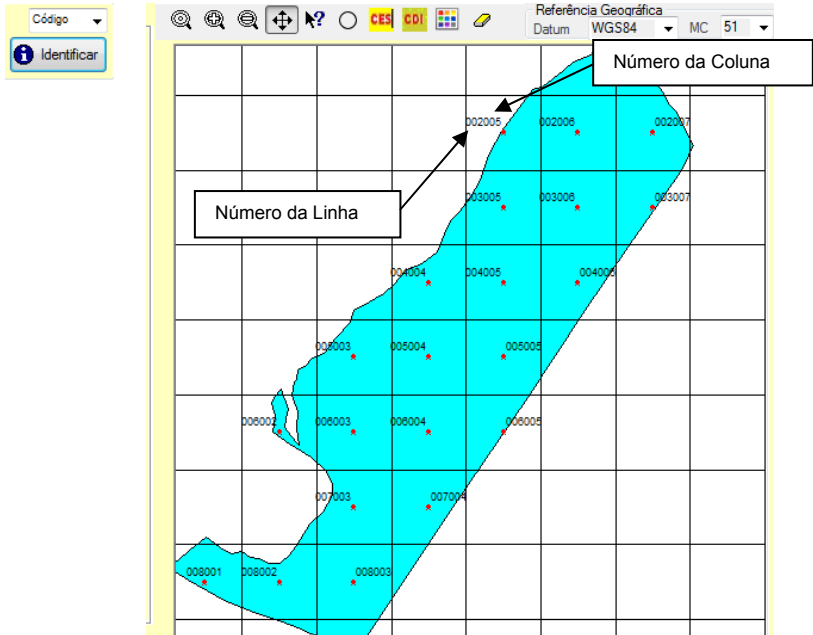 Código
Identificar
CES
CDI
Referência Geográfica
Datum WGS84 MC 51
Número da Coluna
002005 002006 002007
Número da Linha
003005 003006 003007
004004 004005 004006
005003 005004 005005
006002 006003 006004 006005
007003 007004
008001 008002 008003